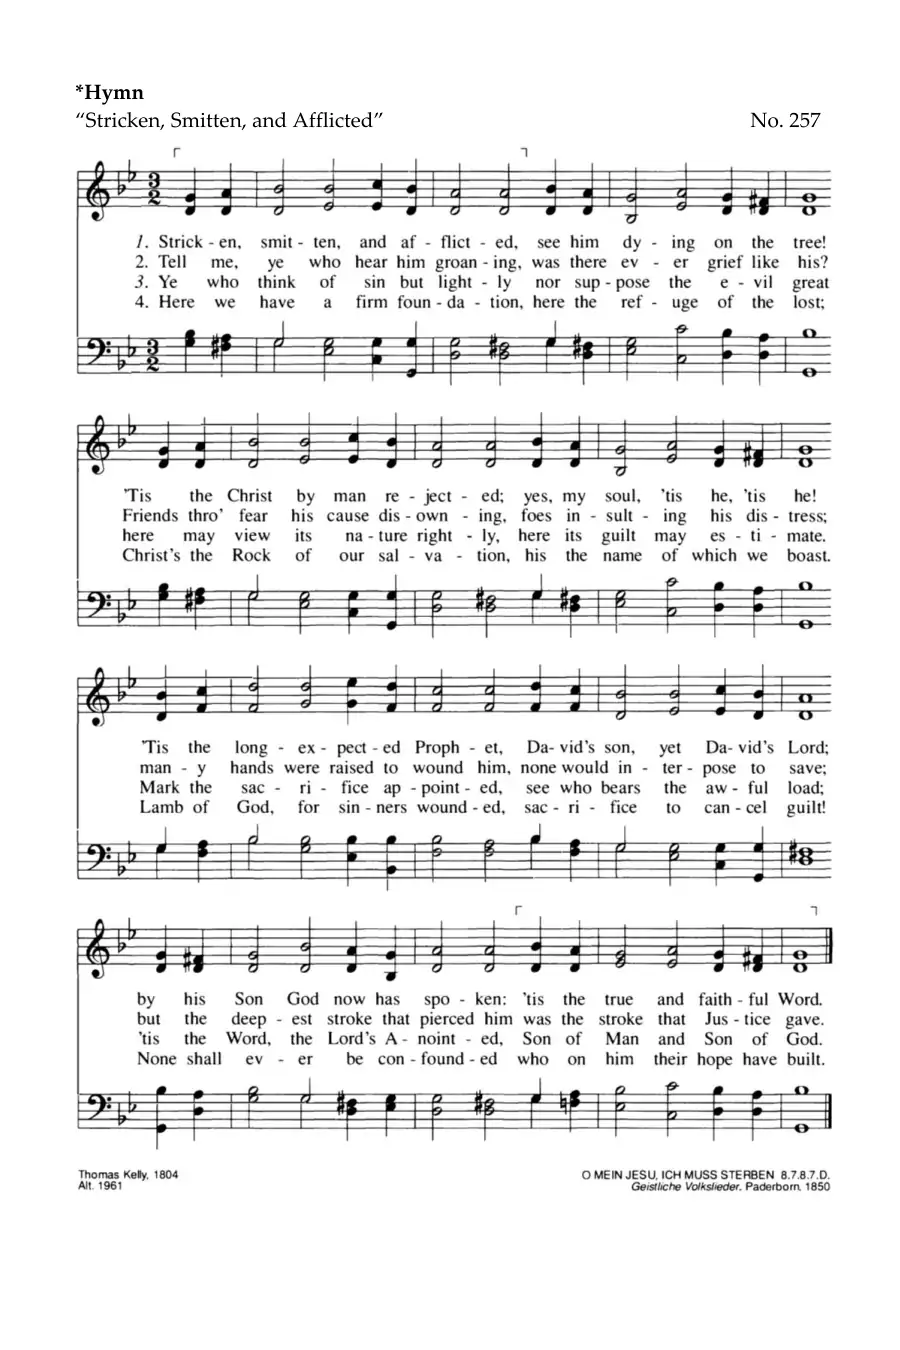 *Hymn
“Stricken, Smitten, and Afflicted” No. 257
1. Strick - en, smit - ten, and af - flict - ed, see him dy - ing on the tree!
2. Tell me, ye who hear him groan - ing, was there ev - er grief like his?
3. Ye who think of sin but light - ly nor sup - pose the e - vil great
4. Here we have a firm foun - da - tion, here the ref - uge of the lost;
'Tis the Christ by man re - ject - ed; yes, my soul, 'tis he, 'tis he!
Friends thro' fear his cause dis - own - ing, foes in - sult - ing his dis - tress;
here may view its na - ture right - ly, here its guilt may es - ti - mate.
Christ's the Rock of our sal - va - tion, his the name of which we boast.
'Tis the long - ex - pect - ed Proph - et, Da - vid's son, yet Da - vid's Lord;
man - y hands were raised to wound him, none would in - ter - pose to save;
Mark the sac - ri - fice ap - point - ed, see who bears the aw - ful load;
Lamb of God, for sin - ners wound - ed, sac - ri - fice to can - cel guilt!
by his Son God now has spo - ken: 'tis the true and faith - ful Word.
but the deep - est stroke that pierced him was the stroke that Jus - tice gave.
'tis the Word, the Lord's A - noint - ed, Son of Man and Son of God.
None shall ev - er be con - found - ed who on him their hope have built.
Thomas Kelly, 1804 O MEIN JESU, ICH MUSS STERBEN 8.7.8.7.D.
Alt. 1961 Geistliche Volkslieder, Paderborn, 1850